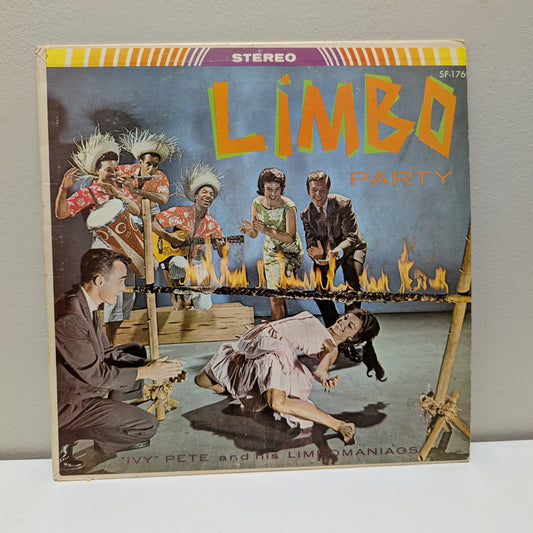 STEREO
SF-176
LiMBO
PARTY
"IVY" PETE and his LIMBOMANIACS